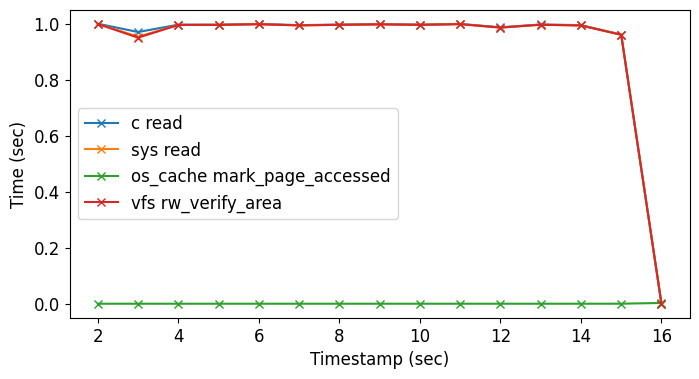 1.0
0.8
0.6
0.4
0.2
0.0
Time (sec)
c read
sys read
os_cache mark_page_accessed
vfs rw_verify_area
2 4 6 8 10 12 14 16
Timestamp (sec)